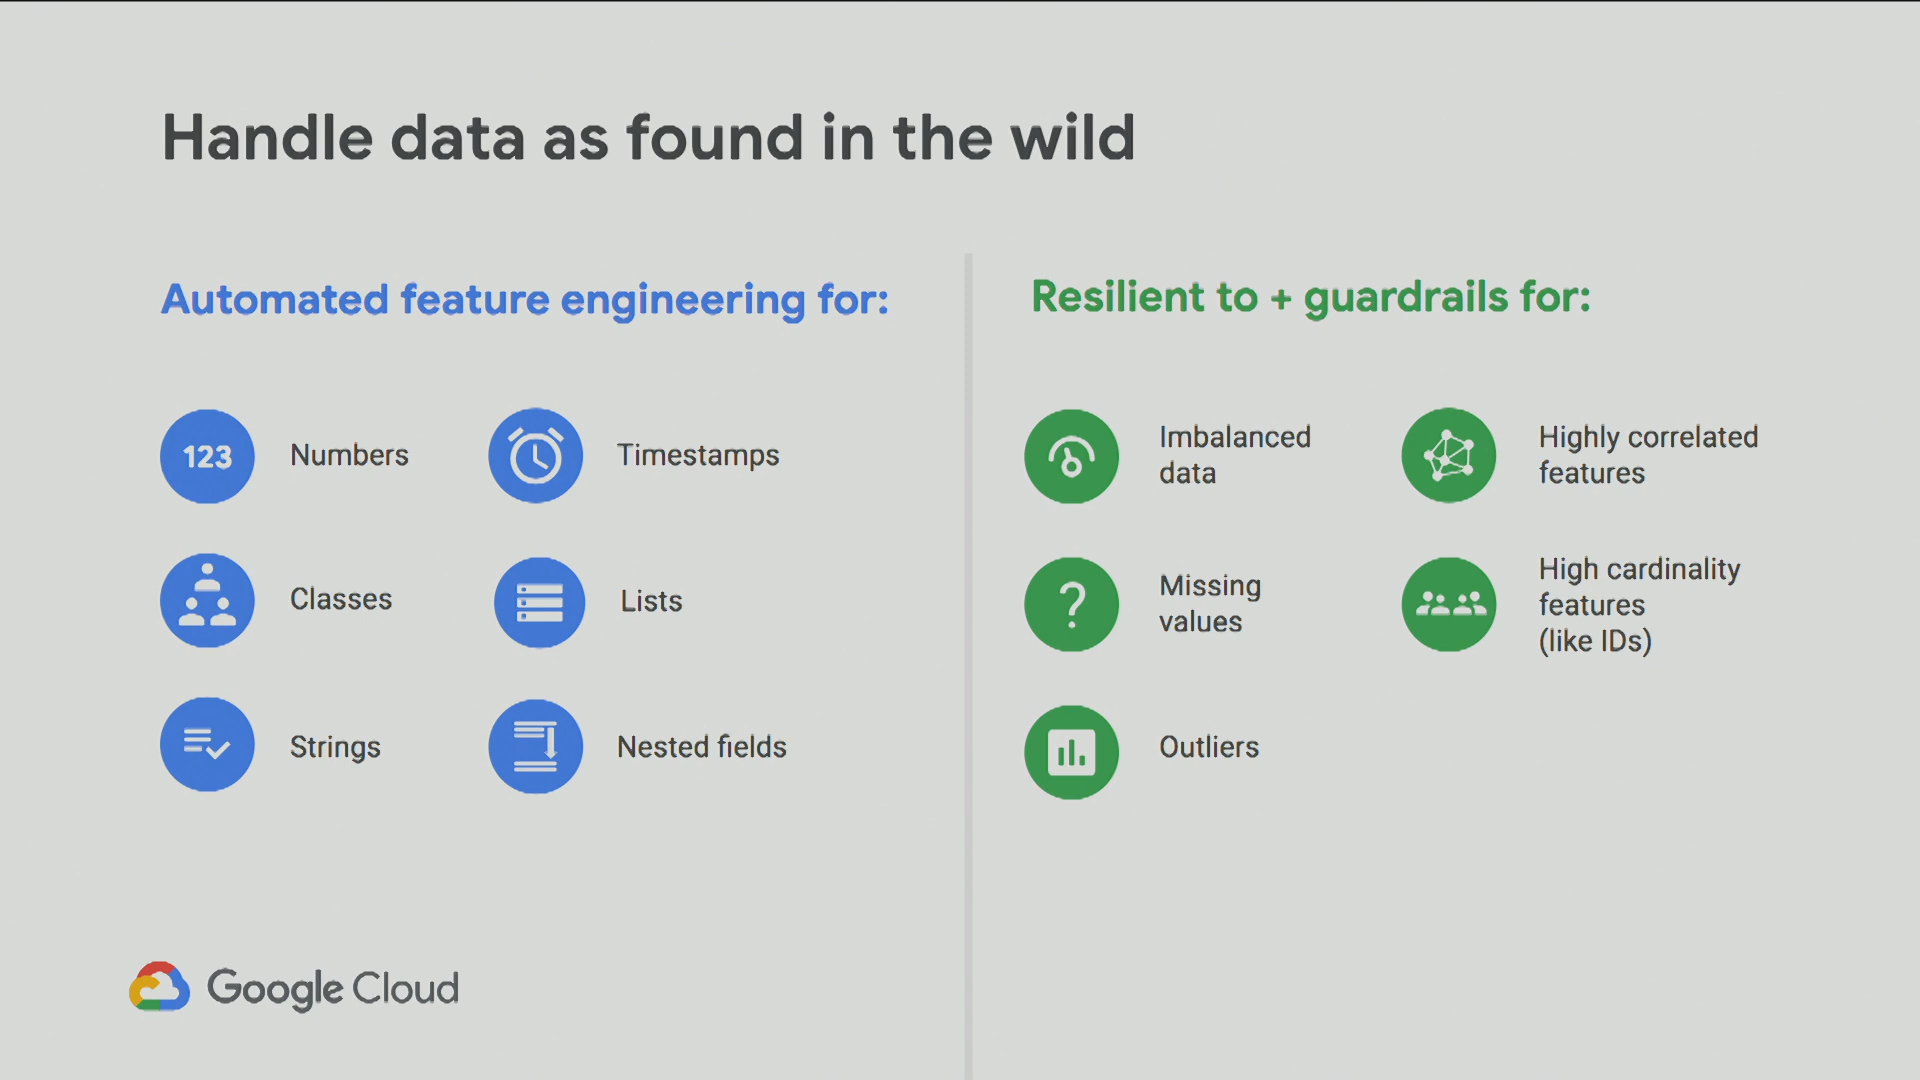 Handle data as found in the wild
Automated feature engineering for:
123
Numbers
Timestamps
Classes
Lists
Strings
Nested fields
Resilient to + guardrails for:
Imbalanced
data
Highly correlated
features
?
Missing
values
High cardinality
features
(like IDs)
Outliers
Google Cloud